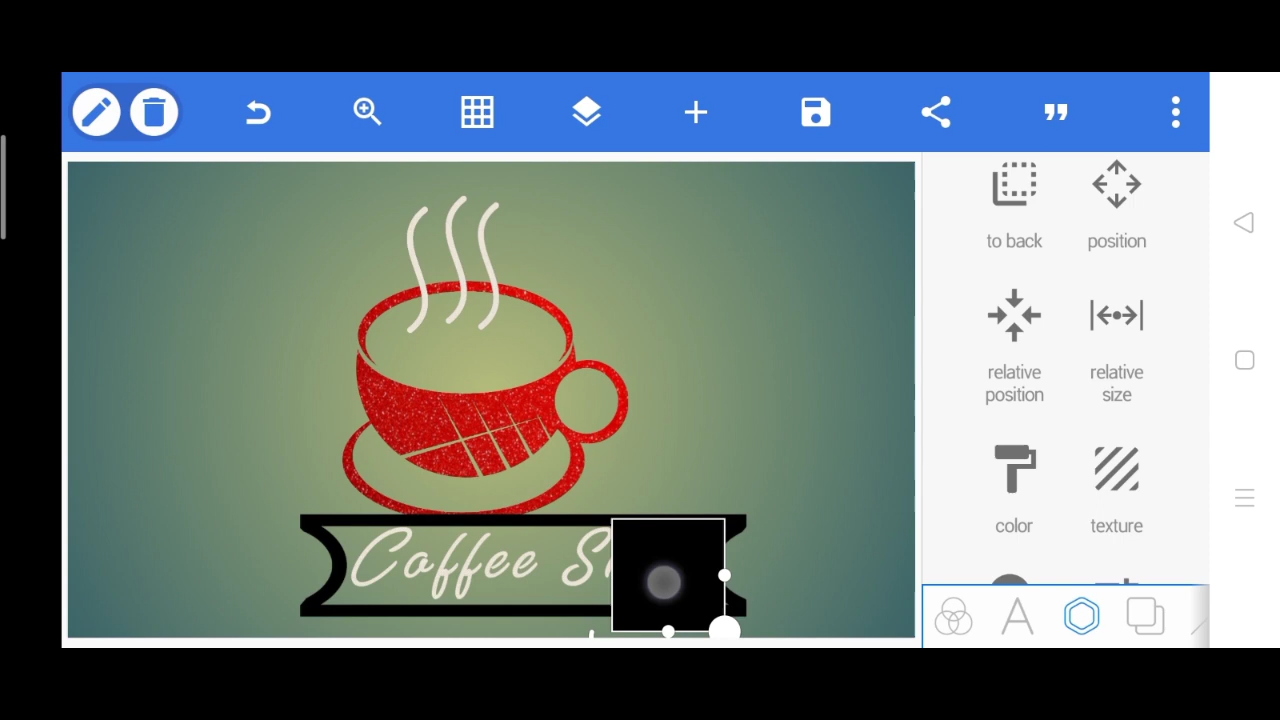 to back
position
relative
position
relative
size
color
texture
Coffee S